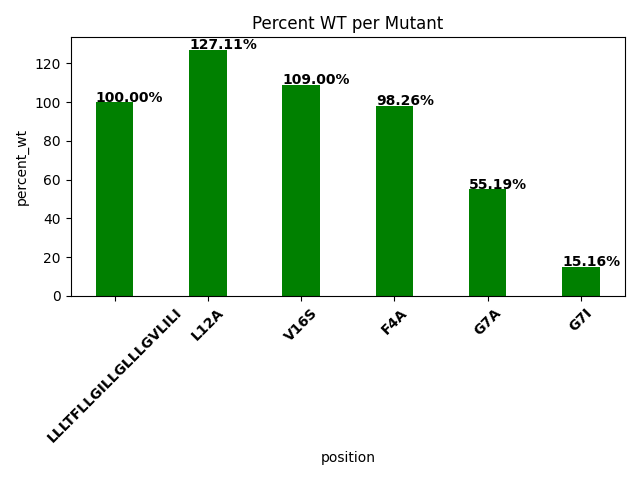 Percent WT per Mutant
percent_wt
120
100
80
60
40
20
0
100.00%
127.11%
109.00%
98.26%
55.19%
15.16%
LLLTFLLGILLGLLLGVLILI
L12A
V16S
F4A
G7A
G7I
position